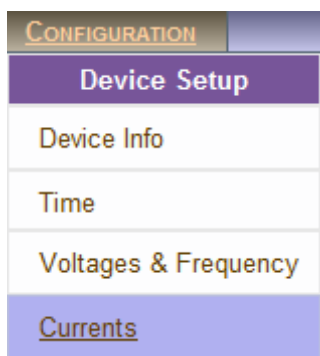 CONFIGURATION
Device Setup
Device Info
Time
Voltages & Frequency
Currents